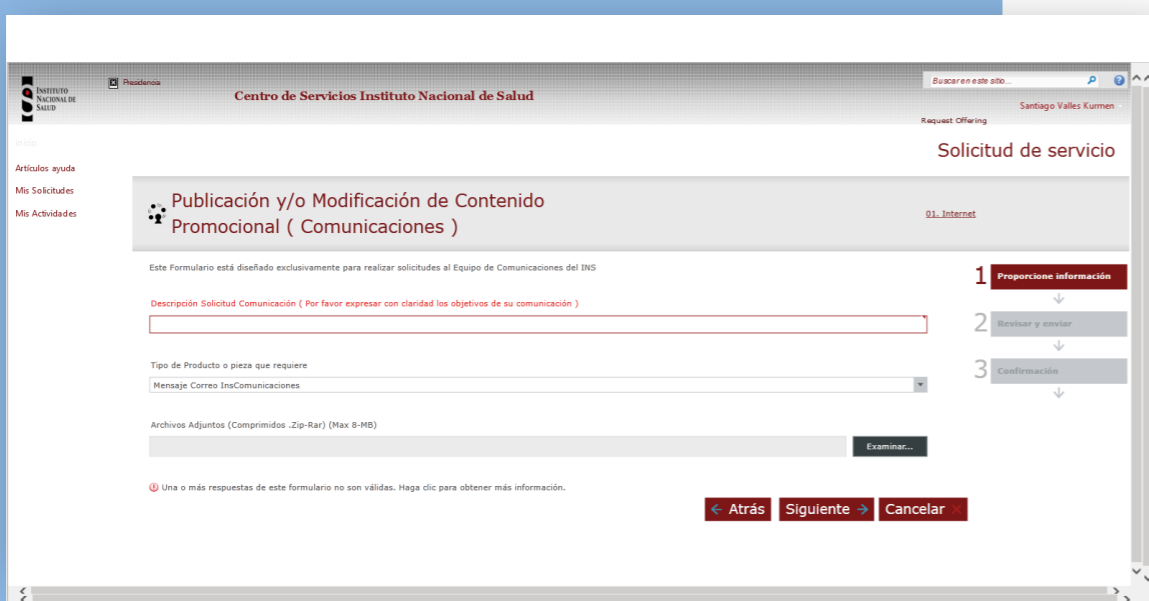 INSTITUTO
NACIONAL DE
SALUD
Presidencia
Centro de Servicios Instituto Nacional de Salud
Buscar en este sitio...
Santiago Valles Kurmen
Request Offering
Inicio
Solicitud de servicio
Artículos ayuda
Mis Solicitudes
Mis Actividades
Publicación y/o Modificación de Contenido
Promocional ( Comunicaciones )
01. Internet
Este Formulario está diseñado exclusivamente para realizar solicitudes al Equipo de Comunicaciones del INS
Descripción Solicitud Comunicación ( Por favor expresar con claridad los objetivos de su comunicación )
*
Tipo de Producto o pieza que requiere
Mensaje Correo InsComunicaciones
Archivos Adjuntos (Comprimidos .Zip-Rar) (Max 8-MB)
Examinar...
Una o más respuestas de este formulario no son válidas. Haga clic para obtener más información.
Atrás
Siguiente
Cancelar
1 Proporcione información
2 Revisar y enviar
3 Confirmación